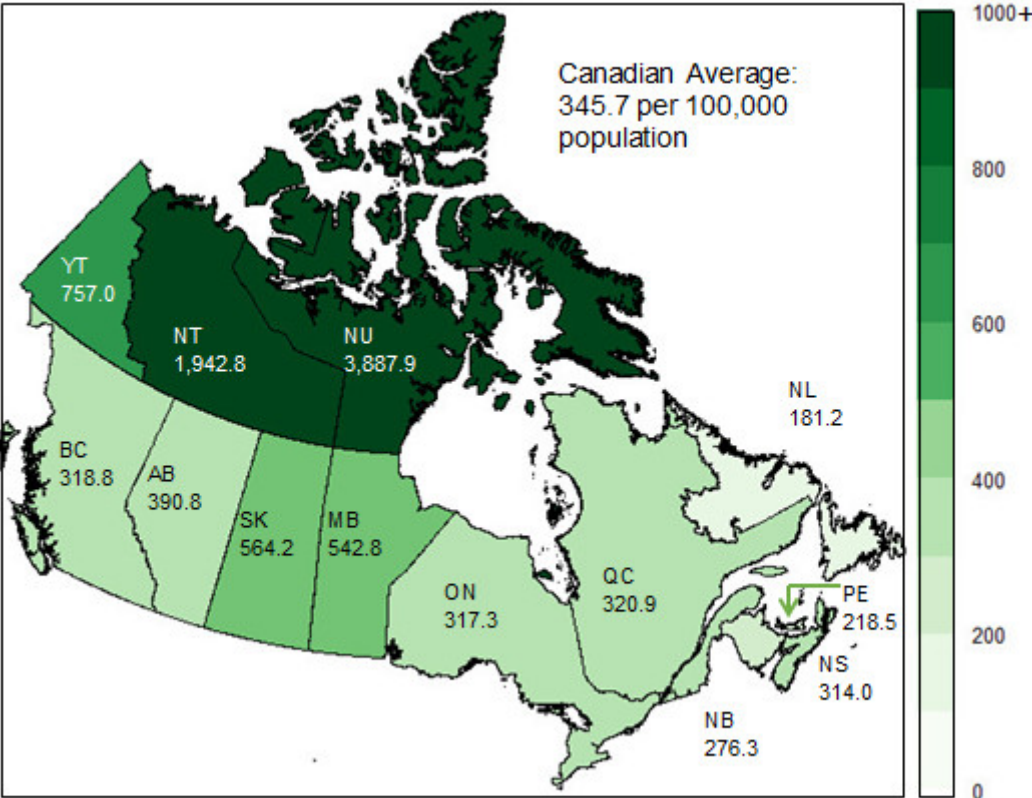 Canadian Average:
345.7 per 100,000
population
1000+
800
600
400
200
0
YT
757.0
NT
1,942.8
NU
3,887.9
NL
181.2
BC
318.8
AB
390.8
SK
564.2
MB
542.8
ON
317.3
QC
320.9
PE
218.5
NS
314.0
NB
276.3